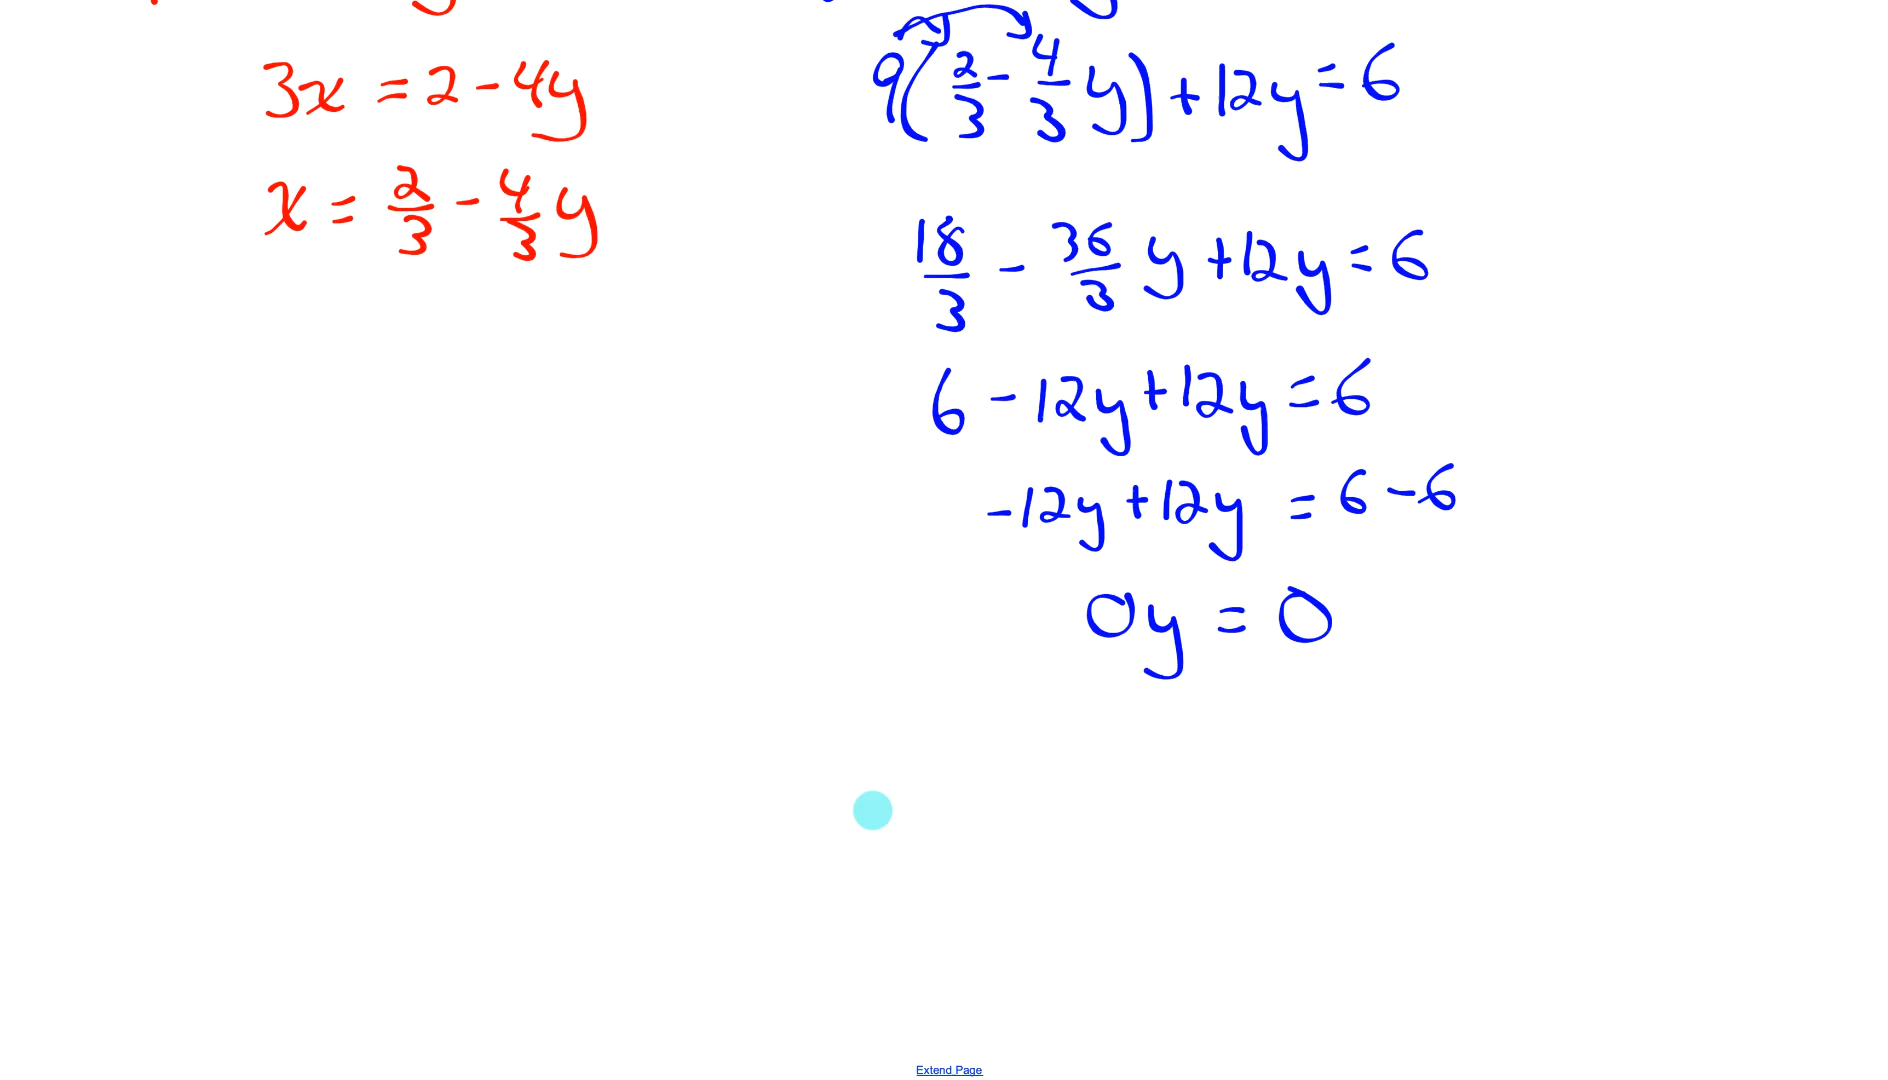 3x = 2 - 4y
x = 2/3 - 4/3 y
9(2/3 - 4/3 y) + 12y = 6
18/3 - 36/3 y + 12y = 6
6 - 12y + 12y = 6
-12y + 12y = 6 - 6
0y = 0
Extend Page